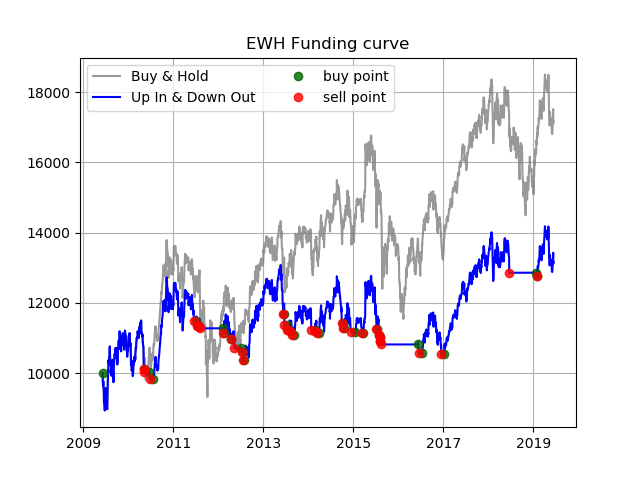 EWH Funding curve
Buy & Hold
Up In & Down Out
buy point
sell point
18000
16000
14000
12000
10000
2009 2011 2013 2015 2017 2019